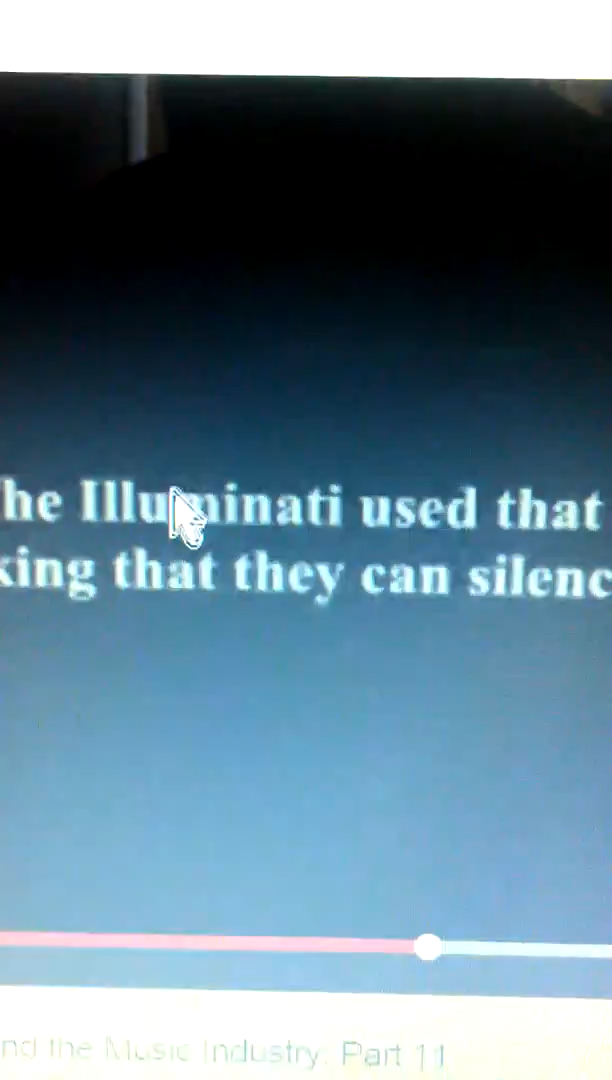 he Illuminati used that
king that they can silenc
nd the Music Industry: Part 11